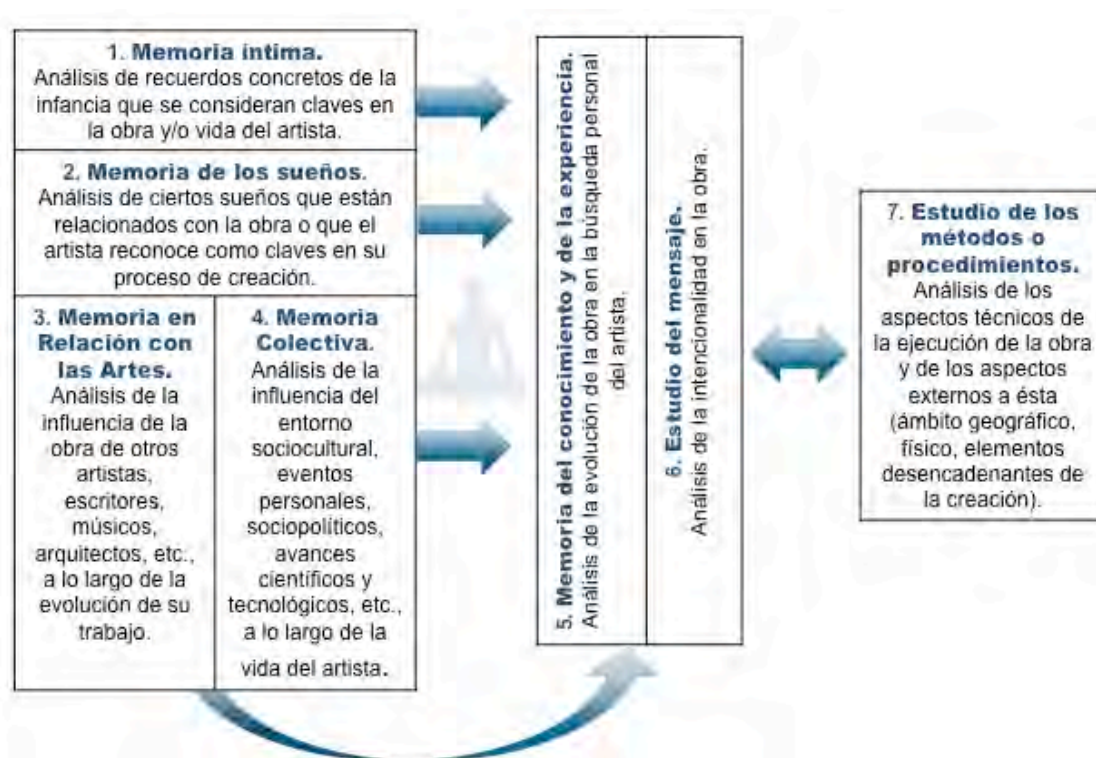 1. Memoria íntima.
Análisis de recuerdos concretos de la
infancia que se consideran claves en
la obra y/o vida del artista.
2. Memoria de los sueños.
Análisis de ciertos sueños que están
relacionados con la obra o que el
artista reconoce como claves en su
proceso de creación.
3. Memoria en
Relación con
las Artes.
Análisis de la
influencia de la
obra de otros
artistas,
escritores,
músicos,
arquitectos, etc.,
a lo largo de la
evolución de su
trabajo.
4. Memoria
Colectiva.
Análisis de la
influencia del
entorno
sociocultural,
eventos
personales,
sociopolíticos,
avances
científicos y
tecnológicos, etc.,
a lo largo de la
vida del artista.
5. Memoria del conocimiento y de la experiencia.
Análisis de la evolución de la obra en la búsqueda personal
del artista.
6. Estudio del mensaje.
Análisis de la intencionalidad en la obra.
7. Estudio de los
métodos o
procedimientos.
Análisis de los
aspectos técnicos de
la ejecución de la obra
y de los aspectos
externos a ésta
(ámbito geográfico,
físico, elementos
desencadenantes de
la creación).